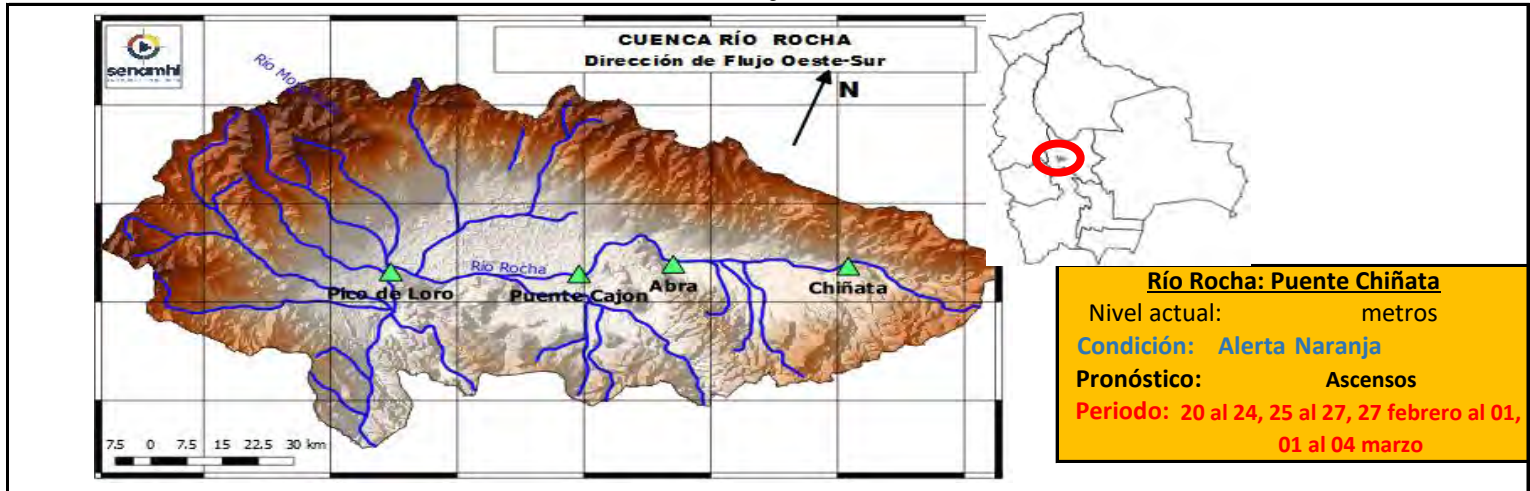 senamhi
CUENCA RÍO ROCHA
Dirección de Flujo Oeste-Sur
N
Río Rocha
Pico de Loro
Puente Cajon
Abra
Chiñata
7.5 0 7.5 15 22.5 30 km
Río Rocha: Puente Chiñata
Nivel actual: metros
Condición: Alerta Naranja
Pronóstico: Ascensos
Periodo: 20 al 24, 25 al 27, 27 febrero al 01,
01 al 04 marzo